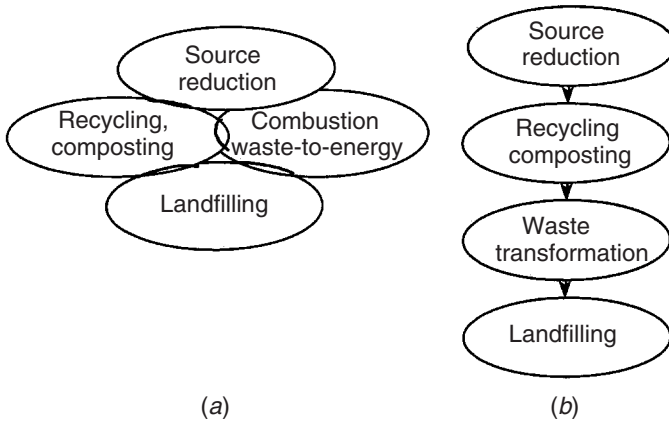 Source
reduction
Recycling,
composting
Combustion
waste-to-energy
Landfilling
(a)
Source
reduction
Recycling
composting
Waste
transformation
Landfilling
(b)